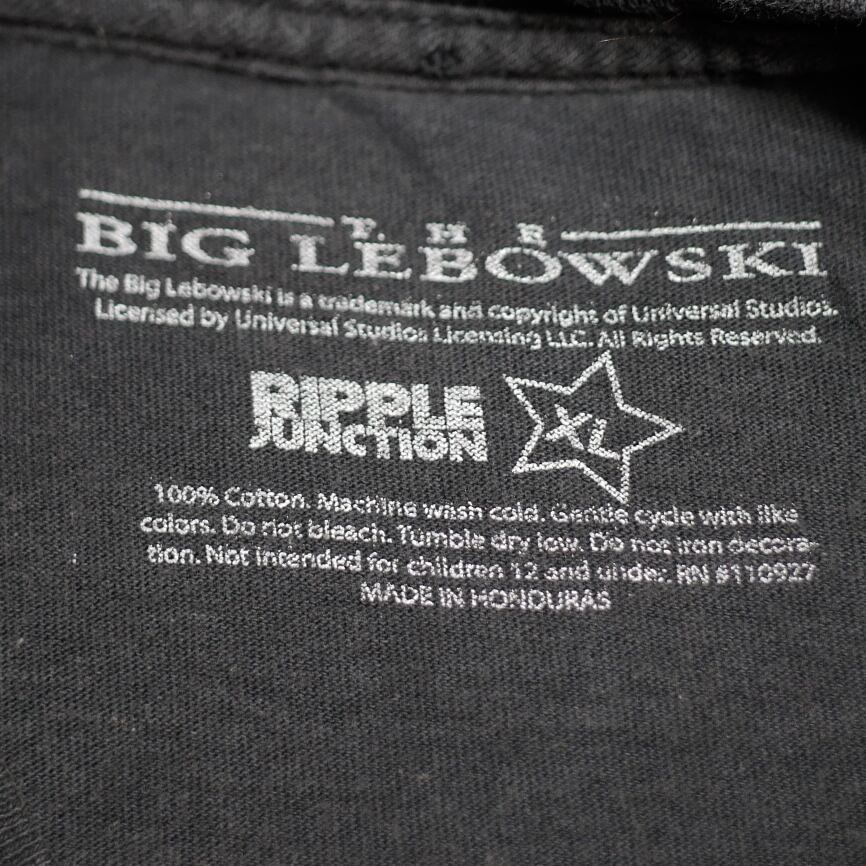 THE
BIG LEBOWSKI
The Big Lebowski is a trademark and copyright of Universal Studios.
Licensed by Universal Studios Licensing LLC. All Rights Reserved.
RIPPLE
JUNCTION
XL
100% Cotton. Machine wash cold. Gentle cycle with like
colors. Do not bleach. Tumble dry low. Do not iron decora-
tion. Not intended for children 12 and under. RN #110927
MADE IN HONDURAS